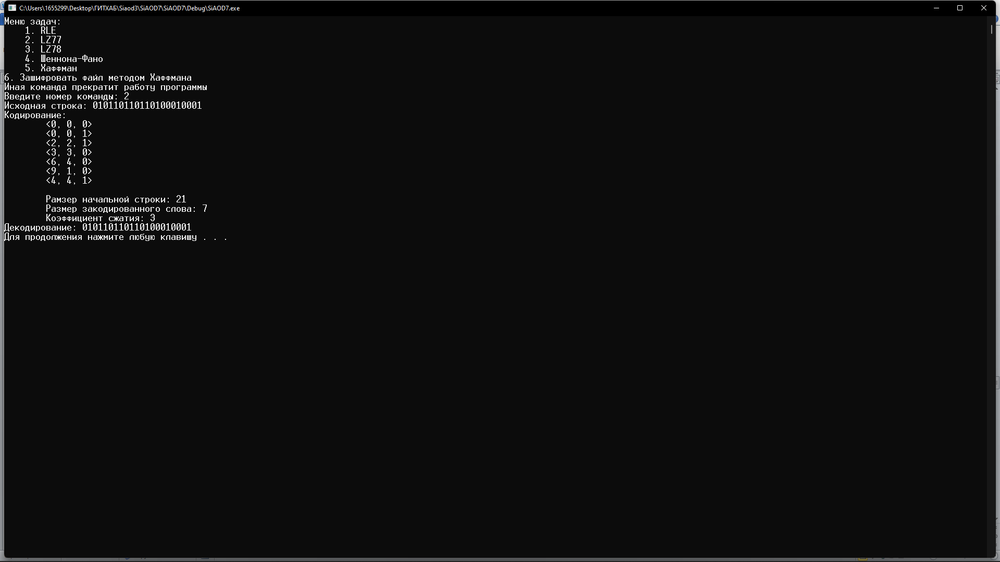 C:\Users\1655299\Desktop\ГИТХАБ\Siaod3\SiAOD7\SiAOD7\Debug\SiAOD7.exe
Меню задач:
1. RLE
2. LZ77
3. LZ78
4. Шеннона-Фано
5. Хаффман
6. Зашифровать файл методом Хаффмана
Иная команда прекратит работу программы
Введите номер команды: 2
Исходная строка: 010110110110100010001
Кодирование:
<0, 0, 0>
<0, 0, 1>
<2, 2, 1>
<3, 3, 0>
<6, 4, 0>
<9, 1, 0>
<4, 4, 1>
Рамзер начальной строки: 21
Размер закодированного слова: 7
Коэффициент сжатия: 3
Декодирование: 010110110110100010001
Для продолжения нажмите любую клавишу . . .